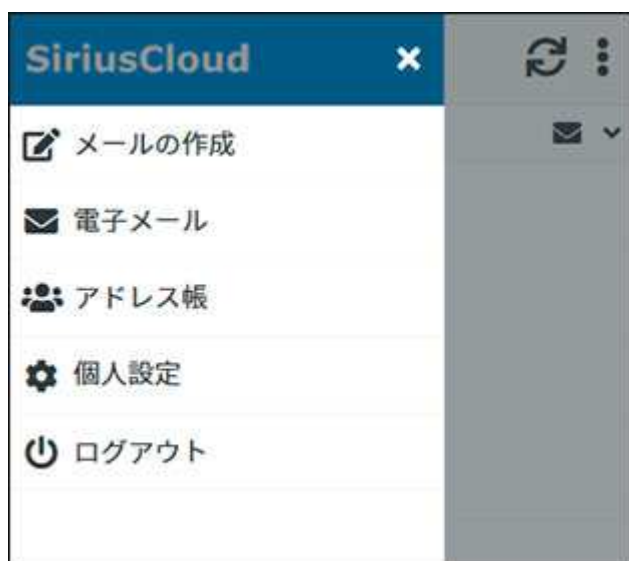 SiriusCloud
メールの作成
電子メール
アドレス帳
個人設定
ログアウト